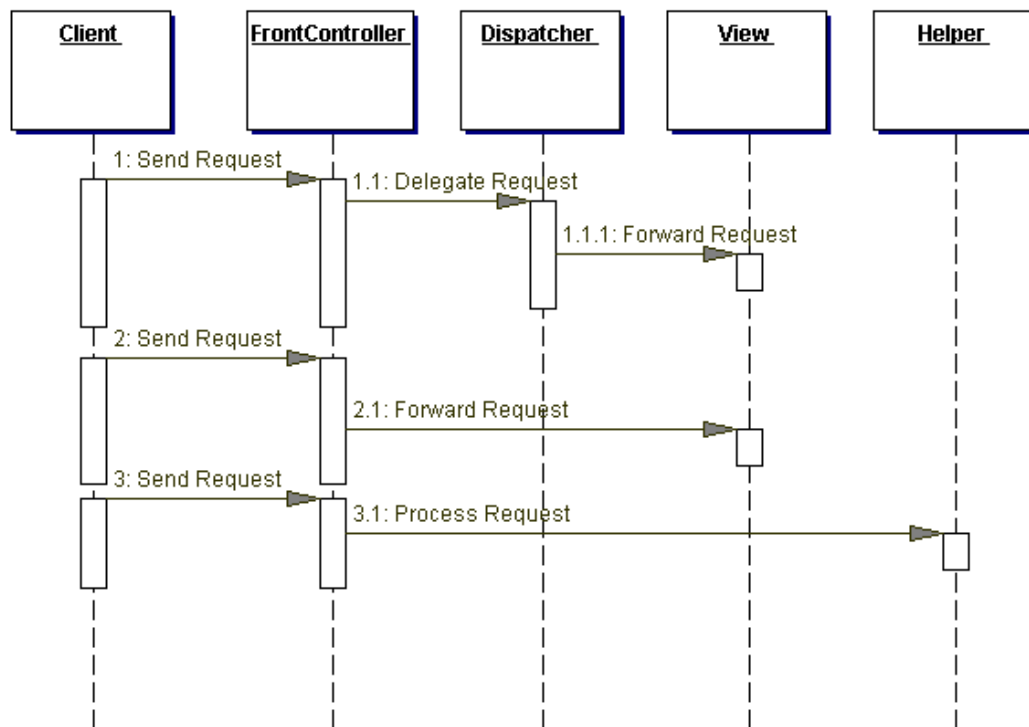 Client
FrontController
Dispatcher
View
Helper
1: Send Request
1.1: Delegate Request
1.1.1: Forward Request
2: Send Request
2.1: Forward Request
3: Send Request
3.1: Process Request